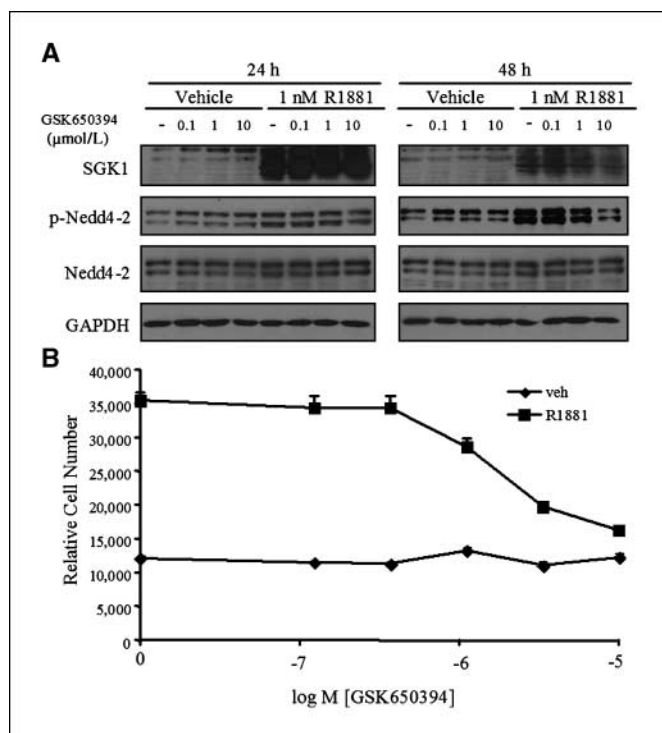 A
24 h 48 h
Vehicle 1 nM R1881 Vehicle 1 nM R1881
GSK650394 - 0.1 1 10 - 0.1 1 10 - 0.1 1 10 - 0.1 1 10
(µmol/L)
SGK1
p-Nedd4-2
Nedd4-2
GAPDH
B
40,000
35,000
30,000
25,000
20,000
15,000
10,000
5,000
0
Relative Cell Number
veh
R1881
0 -7 -6 -5
log M [GSK650394]